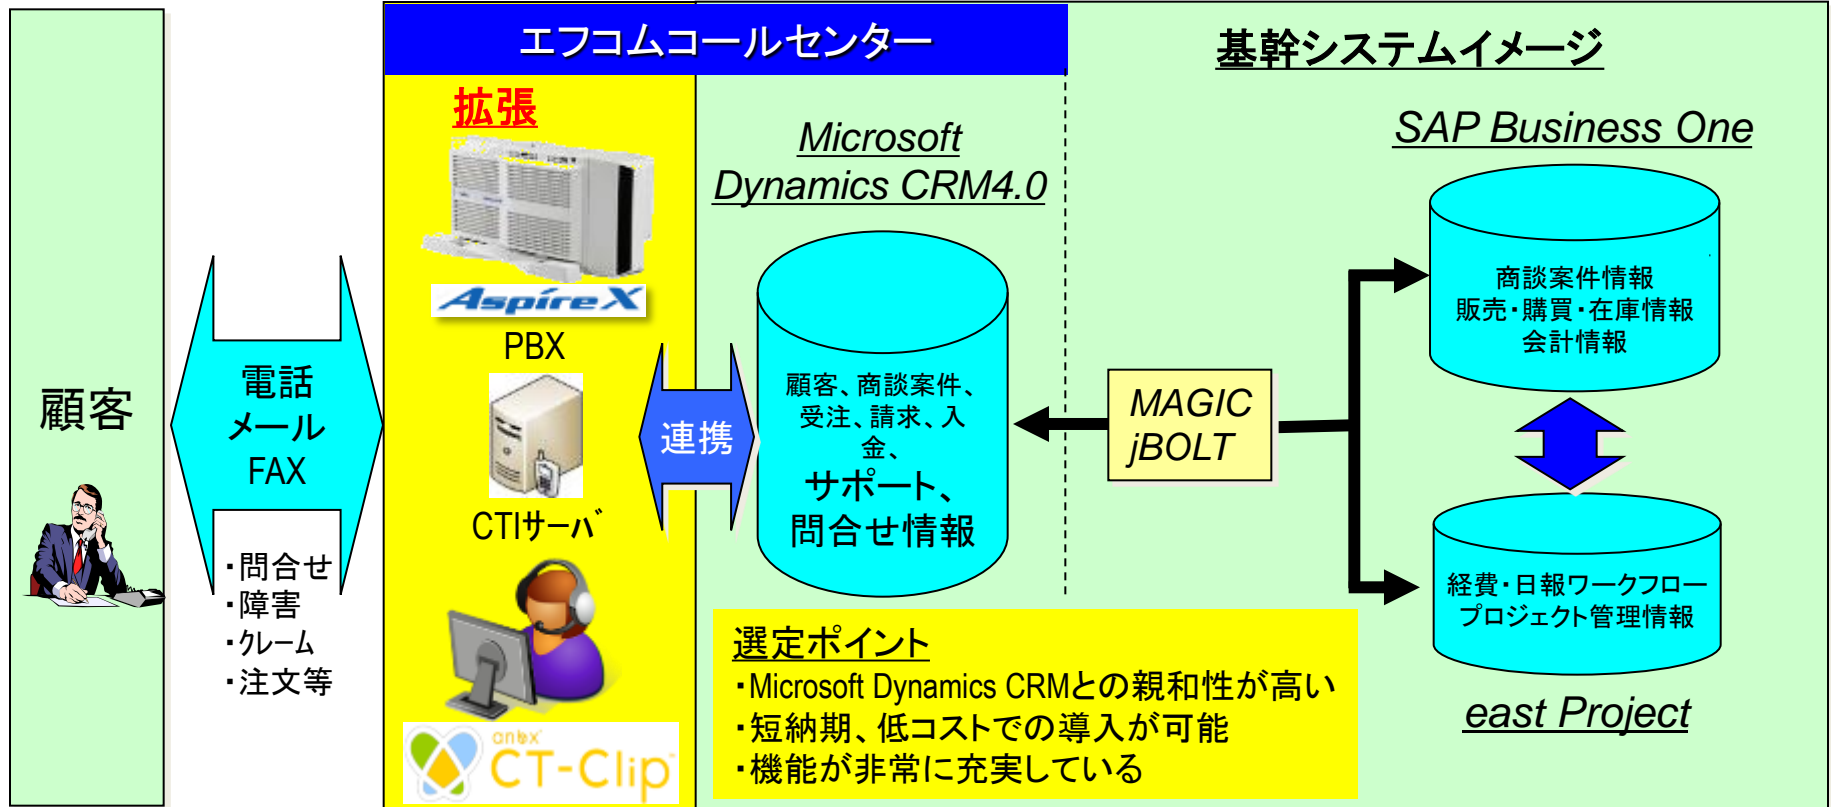 エフコムコールセンター
基幹システムイメージ
顧客
電話
メール
FAX
・問合せ
・障害
・ｸﾚｰﾑ
・注文等
拡張
AspireX
PBX
CTIｻｰﾊﾞ
anbx
CT-Clip
連携
Microsoft
Dynamics CRM4.0
顧客、商談案件、
受注、請求、入
金、
サポート、
問合せ情報
MAGIC
jBOLT
SAP Business One
商談案件情報
販売・購買・在庫情報
会計情報
経費・日報ワークフロー
プロジェクト管理情報
east Project
選定ポイント
・Microsoft Dynamics CRMとの親和性が高い
・短納期、低コストでの導入が可能
・機能が非常に充実している